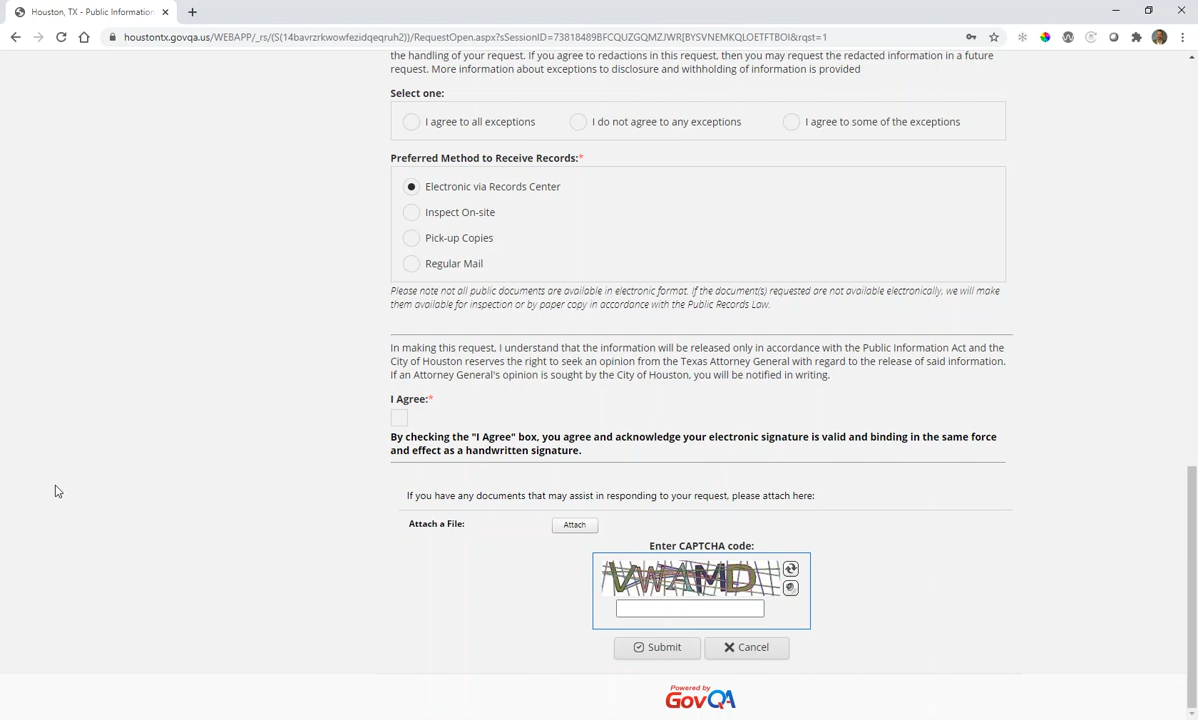 Houston, TX - Public Information
houstontx.govqa.us/WEBAPP/_rs/(S(14bavrzrkwowfezidqeqruh2))/RequestOpen.aspx?sSessionID=73818489BFCQUZGQMZJWR[BYSVNEMKQLOETFTBOI&rqst=1
the handling of your request. If you agree to redactions in this request, then you may request the redacted information in a future
request. More information about exceptions to disclosure and withholding of information is provided
Select one:
I agree to all exceptions I do not agree to any exceptions I agree to some of the exceptions
Preferred Method to Receive Records:*
Electronic via Records Center
Inspect On-site
Pick-up Copies
Regular Mail
Please note not all public documents are available in electronic format. If the document(s) requested are not available electronically, we will make
them available for inspection or by paper copy in accordance with the Public Records Law.
In making this request, I understand that the information will be released only in accordance with the Public Information Act and the
City of Houston reserves the right to seek an opinion from the Texas Attorney General with regard to the release of said information.
If an Attorney General's opinion is sought by the City of Houston, you will be notified in writing.
I Agree:*
By checking the "I Agree" box, you agree and acknowledge your electronic signature is valid and binding in the same force
and effect as a handwritten signature.
If you have any documents that may assist in responding to your request, please attach here:
Attach a File: Attach
Enter CAPTCHA code:
VWAMD
Submit Cancel
Powered by
GovQA